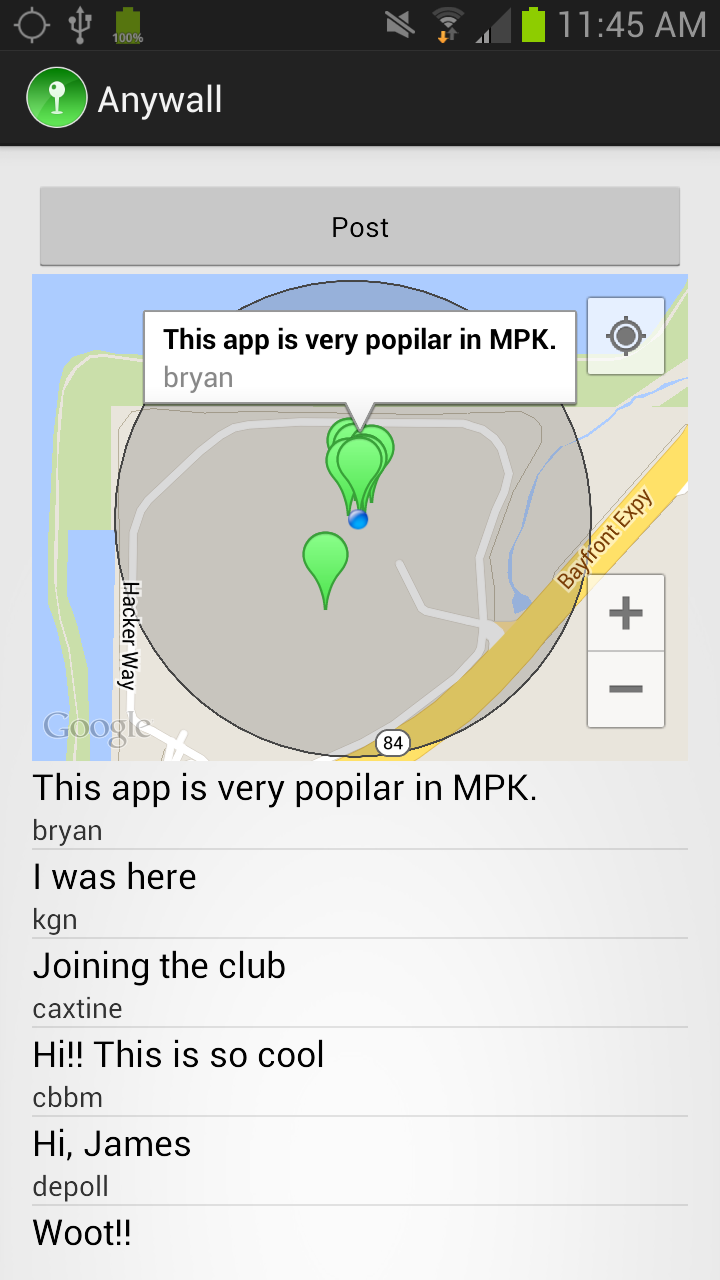 100%
11:45 AM
Anywall
Post
This app is very popilar in MPK.
bryan
Bayfront Expy
Hacker Way
Google
84
This app is very popilar in MPK.
bryan
I was here
kgn
Joining the club
caxtine
Hi!! This is so cool
cbbm
Hi, James
depoll
Woot!!